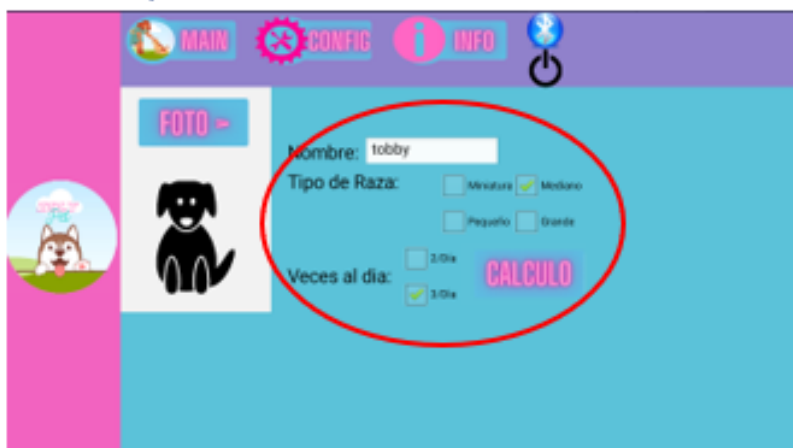 MAIN CONFIG INFO
FOTO
Nombre: tobby
Tipo de Raza: Miniatura Mediano
Pequeño Grande
2/Dia
Veces al dia: CALCULO
3/Dia